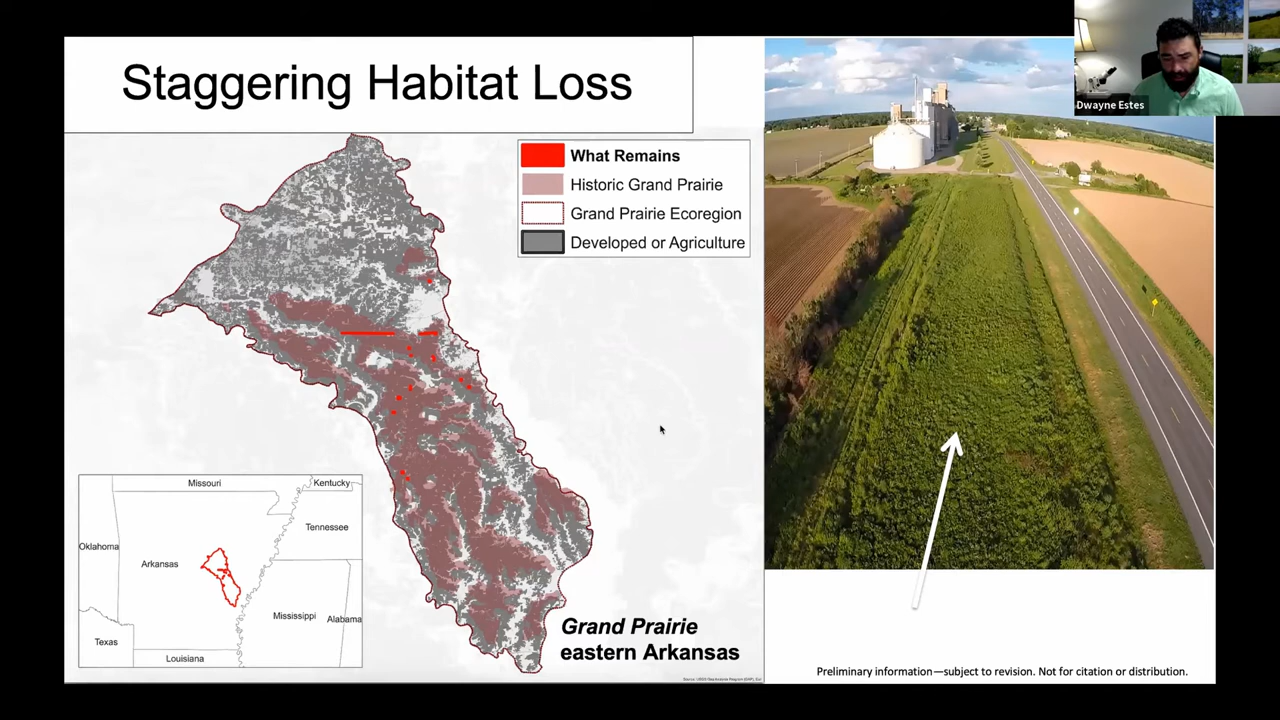 Staggering Habitat Loss
Dwayne Estes
What Remains
Historic Grand Prairie
Grand Prairie Ecoregion
Developed or Agriculture
Missouri
Kentucky
Tennessee
Oklahoma
Arkansas
Mississippi
Alabama
Texas
Louisiana
Grand Prairie
eastern Arkansas
Preliminary information—subject to revision. Not for citation or distribution.